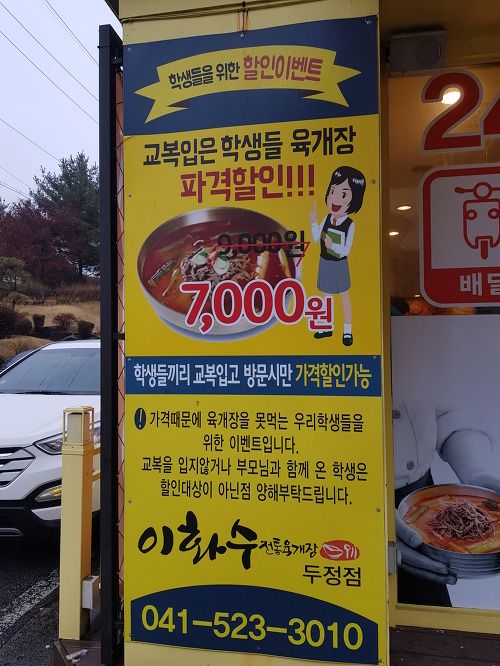 학생들을 위한 할인이벤트
교복입은 학생들 육개장
파격할인!!!
9,000원
7,000원
학생들끼리 교복입고 방문시만 가격할인가능
! 가격때문에 육개장을 못먹는 우리학생들을
위한 이벤트입니다.
교복을 입지않거나 부모님과 함께 온 학생은
할인대상이 아닌점 양해부탁드립니다.
이화수 전통육개장
두정점
041-523-3010
24
배달